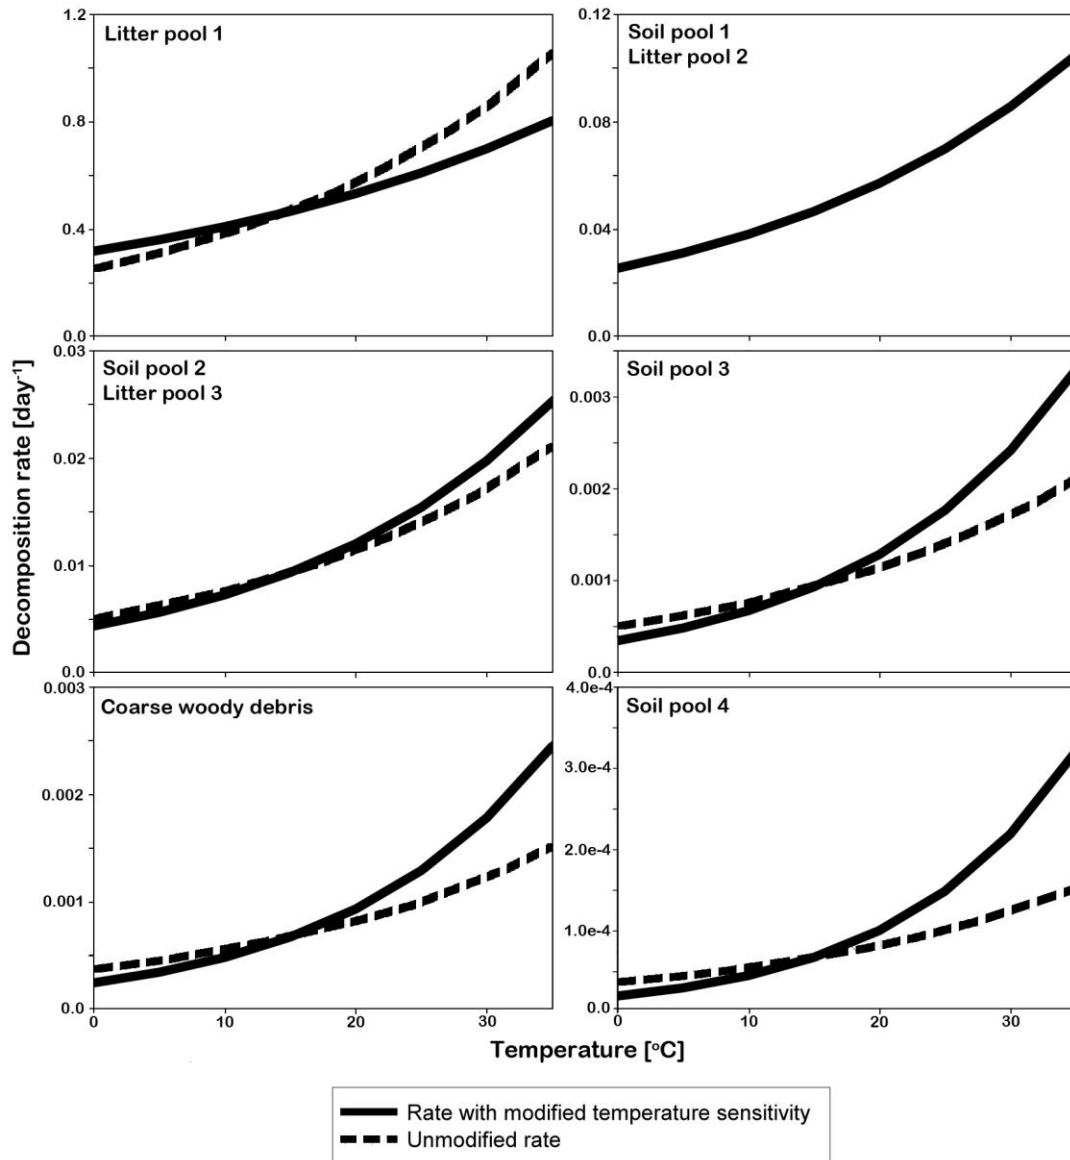 1.2
Litter pool 1
0.8
0.4
0.0
0.12
Soil pool 1
Litter pool 2
0.08
0.04
0.0
Decomposition rate [day-1]
0.03
Soil pool 2
Litter pool 3
0.02
0.01
0.0
Soil pool 3
0.003
0.002
0.001
0.0
0.003
Coarse woody debris
0.002
0.001
0.0
0 10 20 30
4.0e-4
Soil pool 4
3.0e-4
2.0e-4
1.0e-4
0.0
0 10 20 30
Temperature [°C]
Rate with modified temperature sensitivity
Unmodified rate